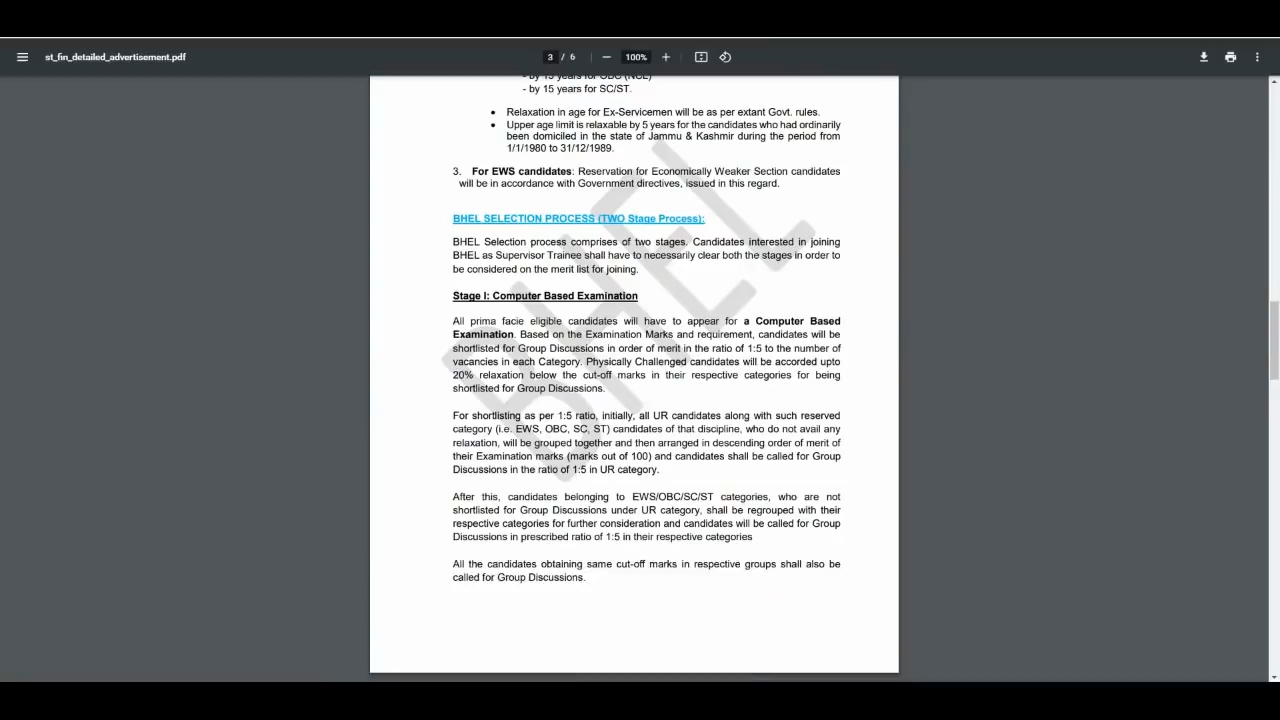 st_fin_detailed_advertisement.pdf
3 / 6
100%
- by 13 years for OBC (NCL)
- by 15 years for SC/ST.
• Relaxation in age for Ex-Servicemen will be as per extant Govt. rules.
• Upper age limit is relaxable by 5 years for the candidates who had ordinarily
been domiciled in the state of Jammu & Kashmir during the period from
1/1/1980 to 31/12/1989.
3. For EWS candidates: Reservation for Economically Weaker Section candidates
will be in accordance with Government directives, issued in this regard.
BHEL SELECTION PROCESS (TWO Stage Process):
BHEL Selection process comprises of two stages. Candidates interested in joining
BHEL as Supervisor Trainee shall have to necessarily clear both the stages in order to
be considered on the merit list for joining.
Stage I: Computer Based Examination
All prima facie eligible candidates will have to appear for a Computer Based
Examination. Based on the Examination Marks and requirement, candidates will be
shortlisted for Group Discussions in order of merit in the ratio of 1:5 to the number of
vacancies in each Category. Physically Challenged candidates will be accorded upto
20% relaxation below the cut-off marks in their respective categories for being
shortlisted for Group Discussions.
For shortlisting as per 1:5 ratio, initially, all UR candidates along with such reserved
category (i.e. EWS, OBC, SC, ST) candidates of that discipline, who do not avail any
relaxation, will be grouped together and then arranged in descending order of merit of
their Examination marks (marks out of 100) and candidates shall be called for Group
Discussions in the ratio of 1:5 in UR category.
After this, candidates belonging to EWS/OBC/SC/ST categories, who are not
shortlisted for Group Discussions under UR category, shall be regrouped with their
respective categories for further consideration and candidates will be called for Group
Discussions in prescribed ratio of 1:5 in their respective categories
All the candidates obtaining same cut-off marks in respective groups shall also be
called for Group Discussions.
BHEL